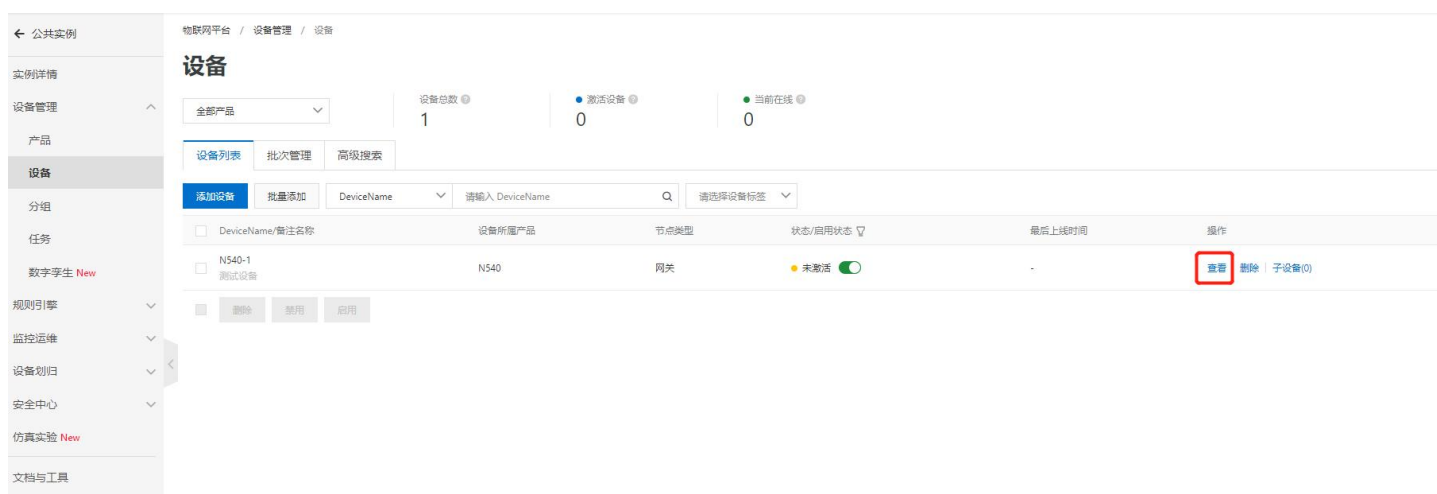 ← 公共实例
实例详情
设备管理
产品
设备
分组
任务
数字孪生 New
规则引擎
监控运维
设备划归
安全中心
仿真实验 New
文档与工具
物联网平台 / 设备管理 / 设备
设备
全部产品
设备总数
1
激活设备
0
当前在线
0
设备列表 批次管理 高级搜索
添加设备 批量添加 DeviceName 请输入 DeviceName 请选择设备标签
DeviceName/备注名称 设备所属产品 节点类型 状态/启用状态 最后上线时间 操作
N540-1 N540 网关 未激活 - 查看 删除 子设备(0)
测试设备
删除 禁用 启用